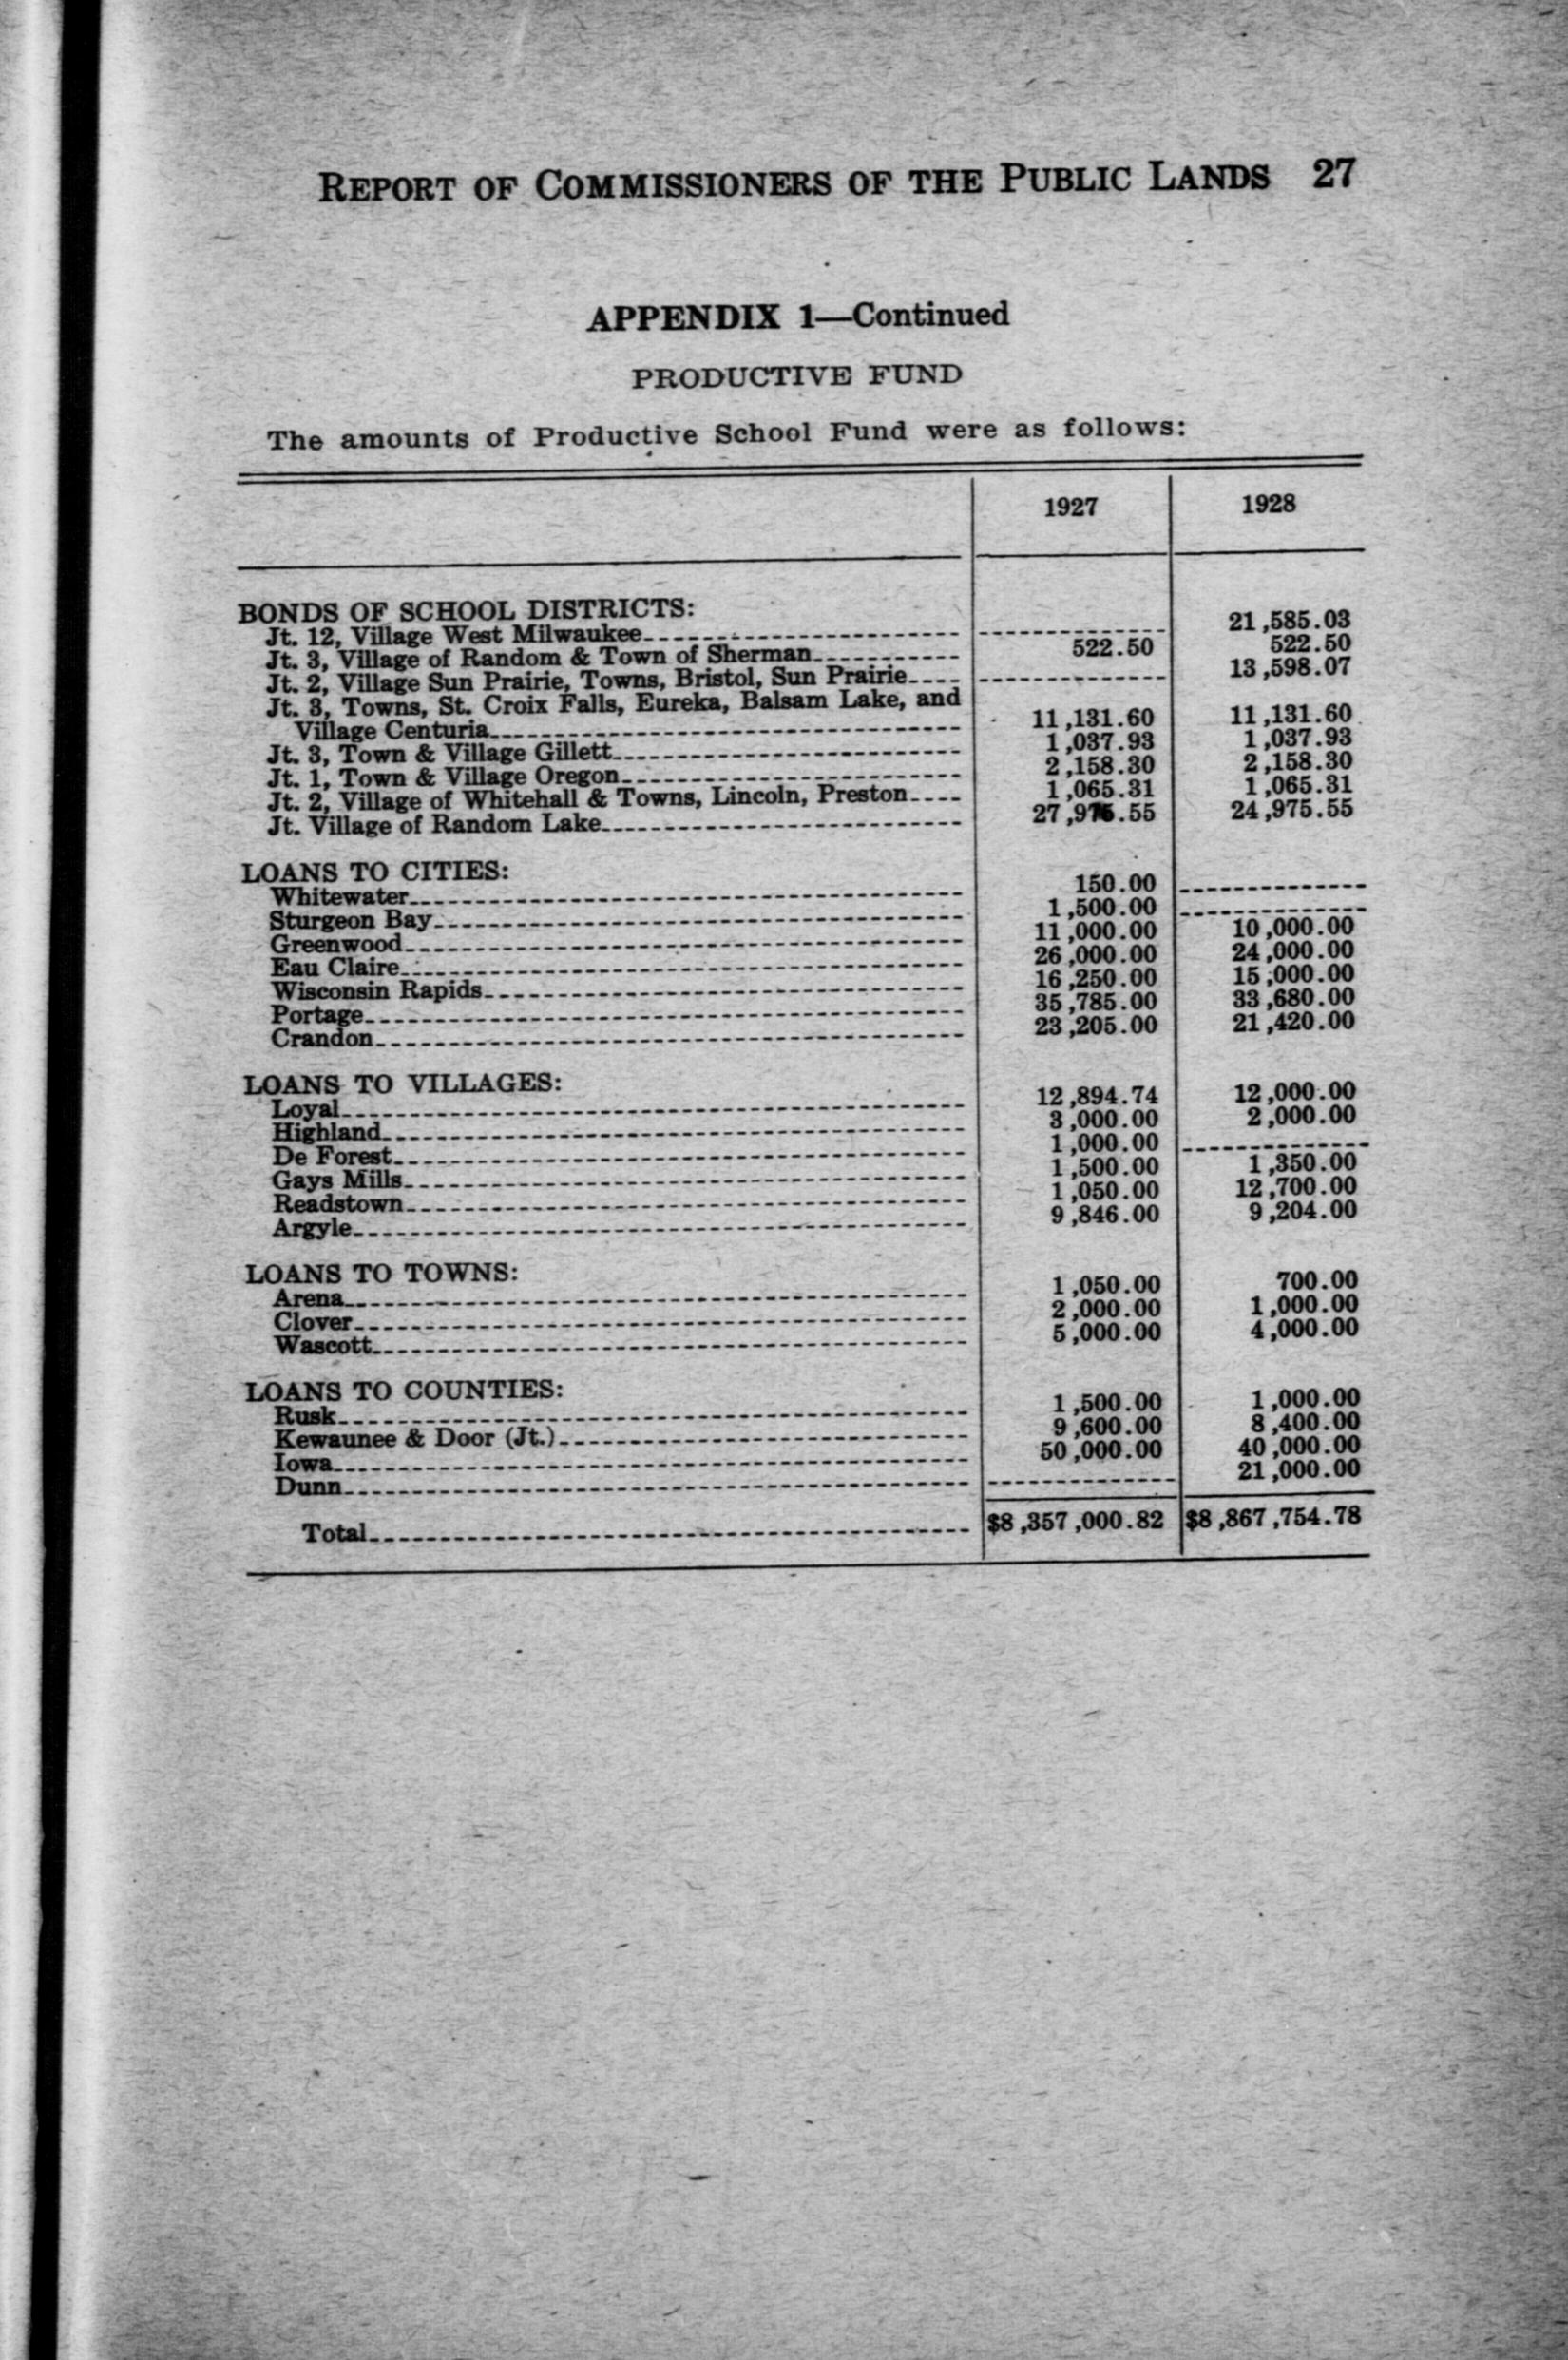 REPORT OF COMMISSIONERS OF THE PUBLIC LANDS 27
APPENDIX 1—Continued
PRODUCTIVE FUND
The amounts of Productive School Fund were as follows:
1927 1928
BONDS OF SCHOOL DISTRICTS:
Jt. 12, Village West Milwaukee 21,585.03
Jt. 3, Village of Random & Town of Sherman 522.50 522.50
Jt. 2, Village Sun Prairie, Towns, Bristol, Sun Prairie 13,598.07
Jt. 3, Towns, St. Croix Falls, Eureka, Balsam Lake, and
Village Centuria 11,131.60 11,131.60
Jt. 3, Town & Village Gillett 1,037.93 1,037.93
Jt. 1, Town & Village Oregon 2,158.30 2,158.30
Jt. 2, Village of Whitehall & Towns, Lincoln, Preston 1,065.31 1,065.31
Jt. Village of Random Lake 24,975.55
LOANS TO CITIES:
Whitewater 150.00
Sturgeon Bay 1,500.00
Greenwood 11,000.00 10,000.00
Eau Claire 26,000.00 24,000.00
Wisconsin Rapids 16,250.00 15,000.00
Portage 35,785.00 33,680.00
Crandon 23,205.00 21,420.00
LOANS TO VILLAGES:
Loyal 12,894.74 12,000.00
Highland 3,000.00 2,000.00
De Forest 1,000.00
Gays Mills 1,500.00 1,350.00
Readstown 1,050.00 12,700.00
Argyle 9,846.00 9,204.00
LOANS TO TOWNS:
Arena 1,050.00 700.00
Clover 2,000.00 1,000.00
Wascott 5,000.00 4,000.00
LOANS TO COUNTIES:
Rusk 1,500.00 1,000.00
Kewaunee & Door (Jt.) 9,600.00 8,400.00
Iowa 50,000.00 40,000.00
Dunn 21,000.00
Total $8,357,000.82 $8,867,754.78